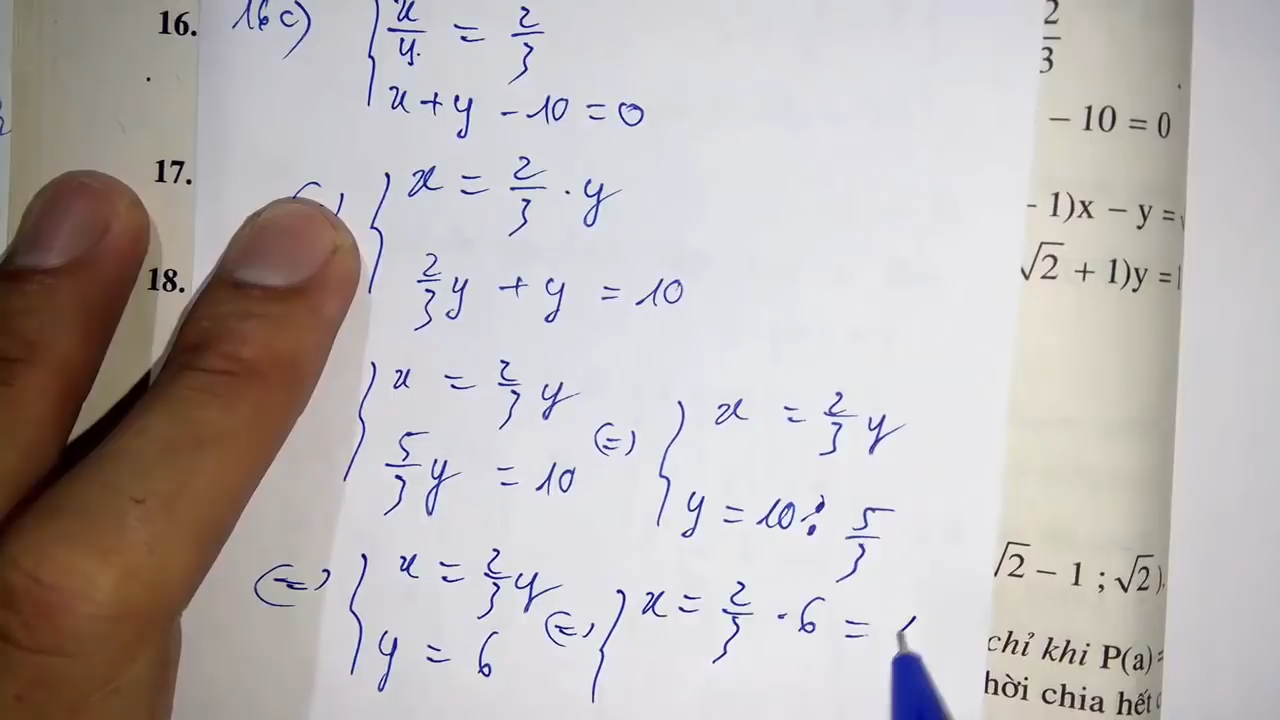 16.
16c)
x/y = 2/3
x + y - 10 = 0
17.
x = 2/3 . y
2/3 y + y = 10
18.
x = 2/3 y
5/3 y = 10
(=) x = 2/3 y
y = 10 : 5/3
(=) x = 2/3 y
y = 6
(=) x = 2/3 . 6 =
2/3
– 10 = 0
- 1)x – y =
√2 + 1)y = 1
√2 – 1 ; √2)
chỉ khi P(a) =
hời chia hết